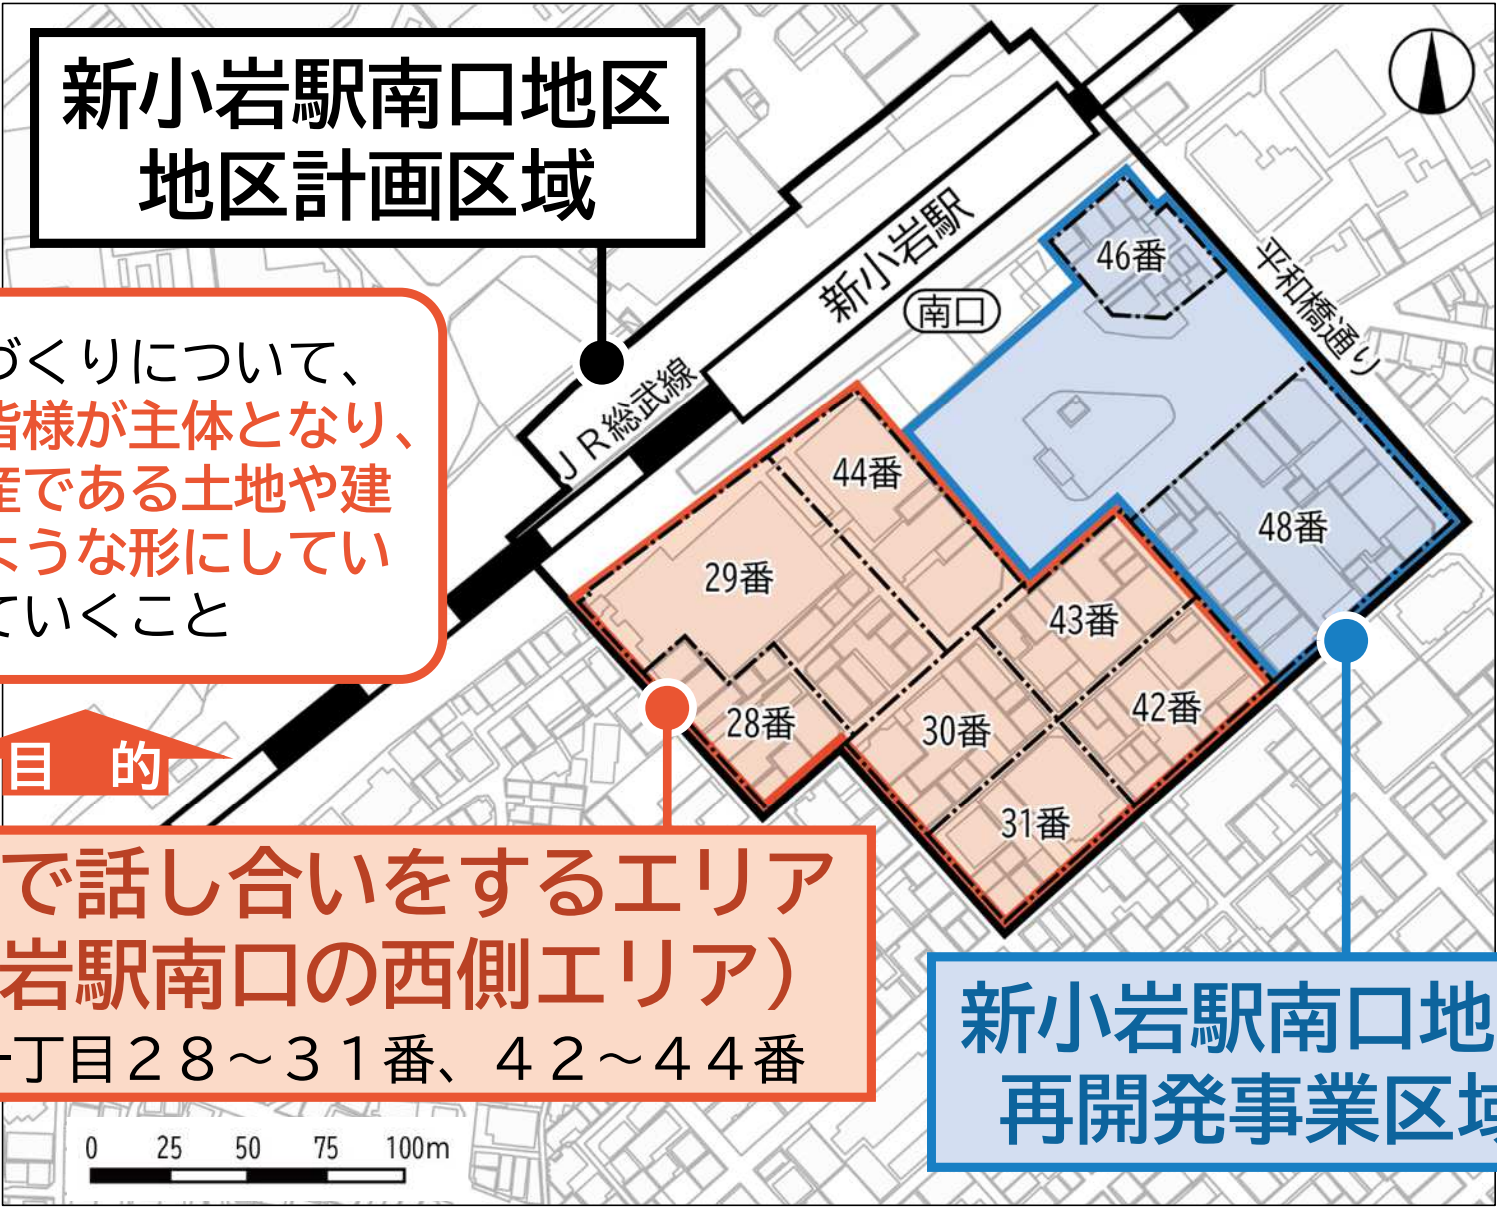 新小岩駅南口地区
地区計画区域
づくりについて、
皆様が主体となり、
産である土地や建
ような形にしてい
ていくこと
目 的
で話し合いをするエリア
岩駅南口の西側エリア）
一丁目２８～３１番、４２～４４番
新小岩駅
南口
ＪＲ総武線
平和橋通り
46番
44番
48番
29番
43番
28番
30番
42番
31番
新小岩駅南口地
再開発事業区域
0 25 50 75 100m